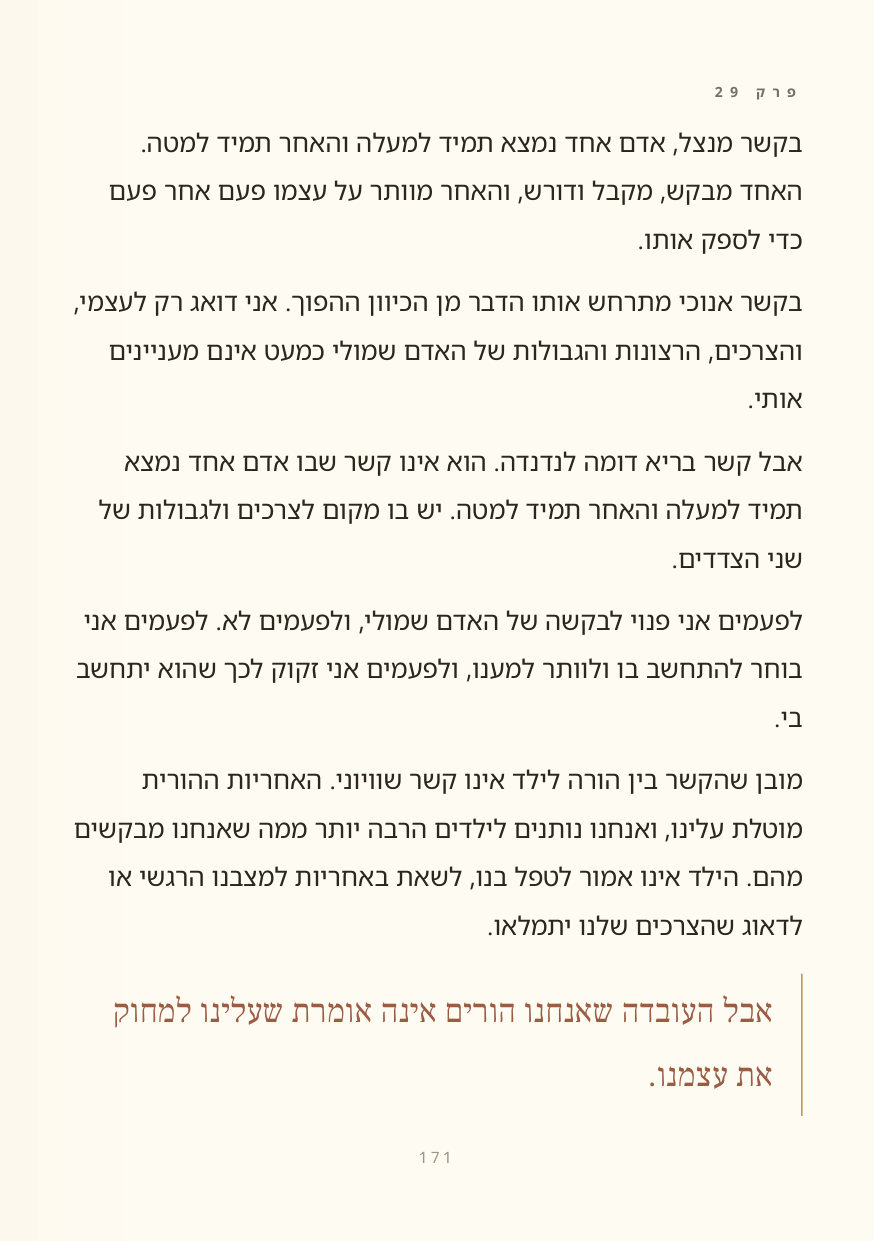 פרק 29
בקשר מנצל, אדם אחד נמצא תמיד למעלה והאחר תמיד למטה.
האחד מבקש, מקבל ודורש, והאחר מוותר על עצמו פעם אחר פעם
כדי לספק אותו.
בקשר אנוכי מתרחש אותו הדבר מן הכיוון ההפוך. אני דואג רק לעצמי,
והצרכים, הרצונות והגבולות של האדם שמולי כמעט אינם מעניינים
אותי.
אבל קשר בריא דומה לנדנדה. הוא אינו קשר שבו אדם אחד נמצא
תמיד למעלה והאחר תמיד למטה. יש בו מקום לצרכים ולגבולות של
שני הצדדים.
לפעמים אני פנוי לבקשה של האדם שמולי, ולפעמים לא. לפעמים אני
בוחר להתחשב בו ולוותר למענו, ולפעמים אני זקוק לכך שהוא יתחשב
בי.
מובן שהקשר בין הורה לילד אינו קשר שוויוני. האחריות ההורית
מוטלת עלינו, ואנחנו נותנים לילדים הרבה יותר ממה שאנחנו מבקשים
מהם. הילד אינו אמור לטפל בנו, לשאת באחריות למצבנו הרגשי או
לדאוג שהצרכים שלנו יתמלאו.
אבל העובדה שאנחנו הורים אינה אומרת שעלינו למחוק
את עצמנו.
171